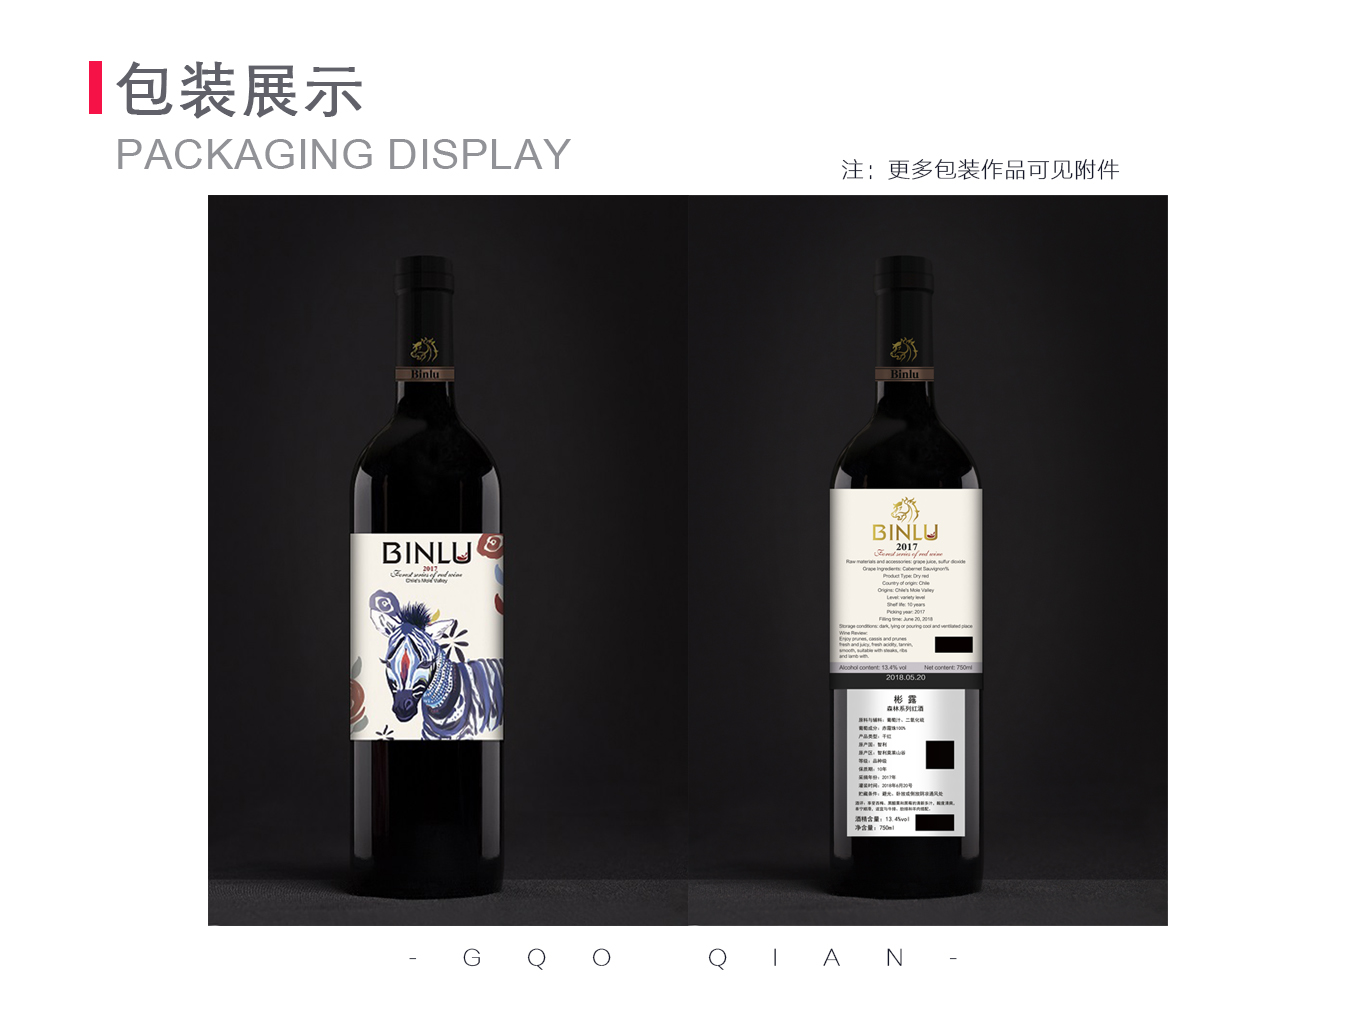 包装展示
PACKAGING DISPLAY
注：更多包装作品可见附件
Binlu
BINLU
2017
Forest series of red wine
Chile's Mole Valley
Binlu
BINLU
2017
Forest series of red wine
Raw materials and accessories: grape juice, sulfur dioxide
Grape Ingredients: Cabernet Sauvignon%
Product Type: Dry red
Country of origin: Chile
Origins: Chile's Mole Valley
Level: variety level
Shelf life: 10 years
Picking year: 2017
Filling time: June 20, 2018
Storage conditions: dark, lying or pouring cool and ventilated place
Wine Review:
Enjoy prunes, cassis and prunes
fresh and juicy, fresh acidity, tannin,
smooth, suitable with steaks, ribs
and lamb with.
Alcohol content: 13.4% vol Net content: 750ml
2018.05.20
彬 露
森林系列红酒
原料与辅料：葡萄汁、二氧化硫
葡萄成分：赤霞珠100%
产品类型：干红
原产国：智利
原产区：智利莫莱山谷
等级：品种级
保质期：10年
采摘年份：2017年
灌装时间：2018年6月20号
贮藏条件：避光，卧放或倒放阴凉通风处
酒精含量：13.4%vol
净含量：750ml
- GQO QIAN -